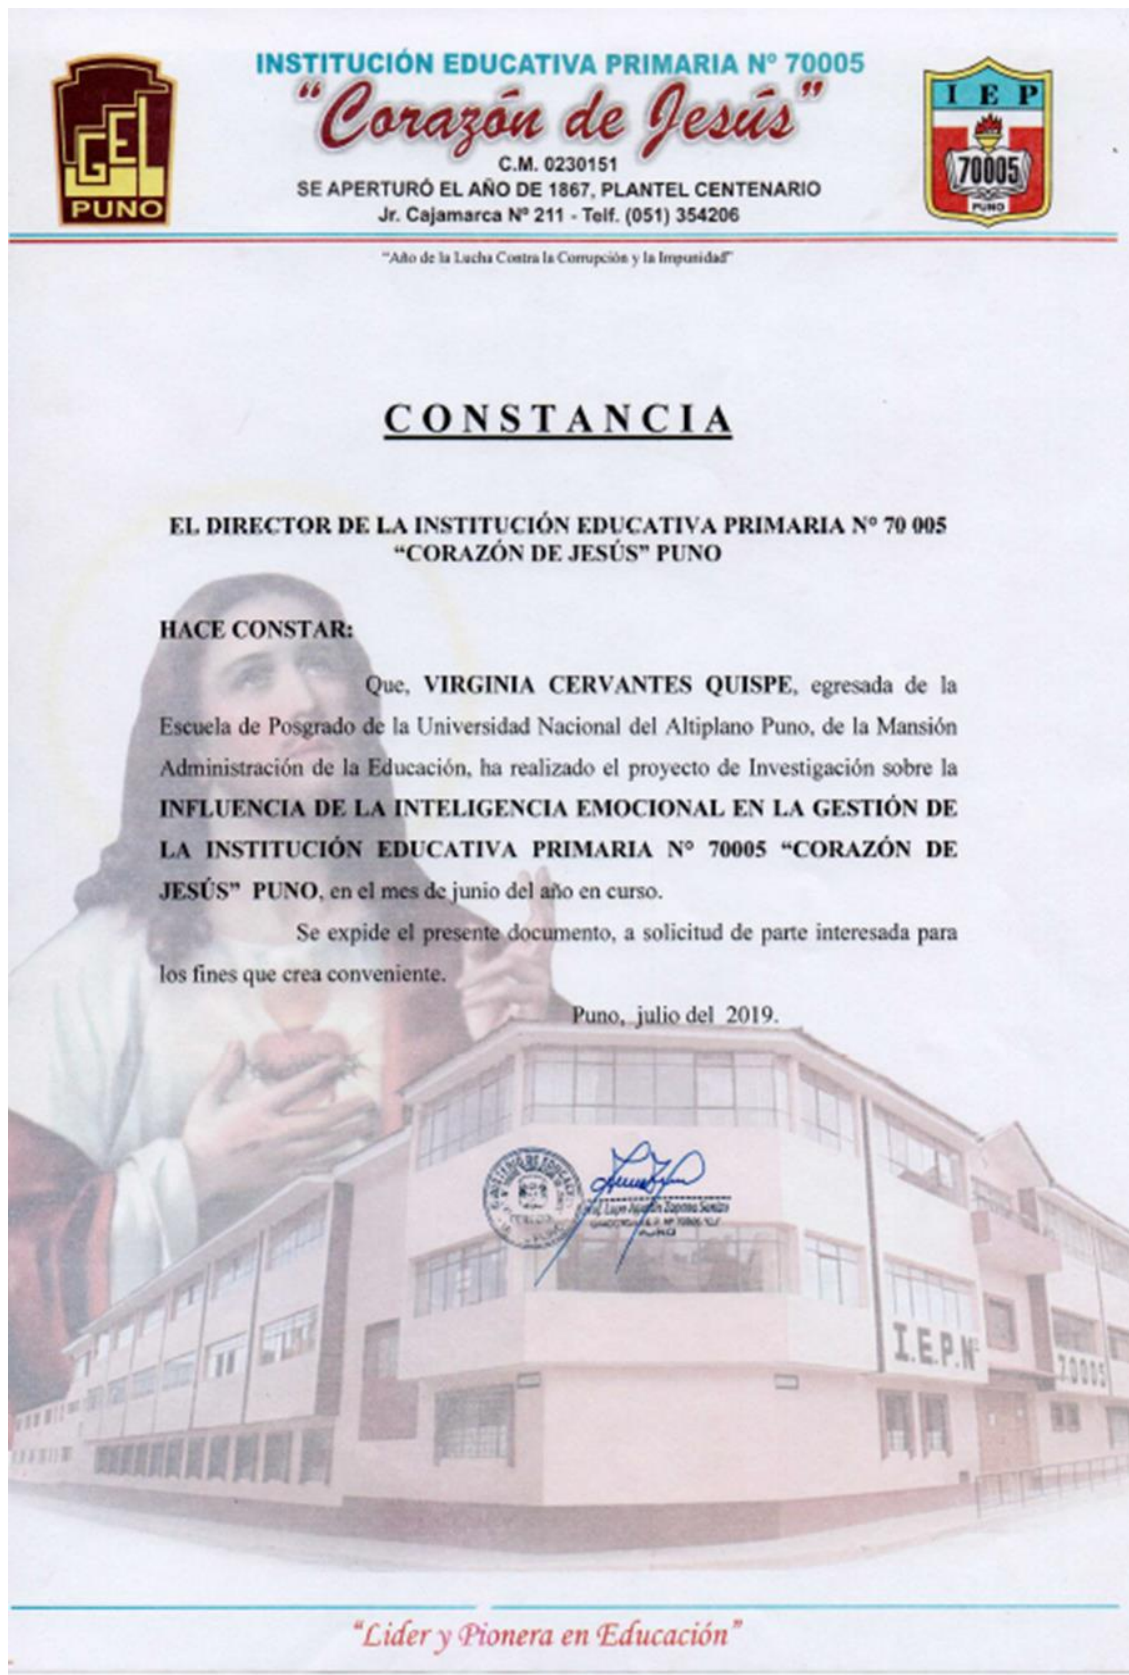 INSTITUCIÓN EDUCATIVA PRIMARIA Nº 70005
"Corazón de Jesús"
C.M. 0230151
SE APERTURÓ EL AÑO DE 1867, PLANTEL CENTENARIO
Jr. Cajamarca Nº 211 - Telf. (051) 354206
GEL
PUNO
I E P
70005
PUNO
"Año de la Lucha Contra la Corrupción y la Impunidad"
CONSTANCIA
EL DIRECTOR DE LA INSTITUCIÓN EDUCATIVA PRIMARIA Nº 70 005
"CORAZÓN DE JESÚS" PUNO
HACE CONSTAR:
Que, VIRGINIA CERVANTES QUISPE, egresada de la
Escuela de Posgrado de la Universidad Nacional del Altiplano Puno, de la Mansión
Administración de la Educación, ha realizado el proyecto de Investigación sobre la
INFLUENCIA DE LA INTELIGENCIA EMOCIONAL EN LA GESTIÓN DE
LA INSTITUCIÓN EDUCATIVA PRIMARIA Nº 70005 "CORAZÓN DE
JESÚS" PUNO, en el mes de junio del año en curso.
Se expide el presente documento, a solicitud de parte interesada para
los fines que crea conveniente.
Puno, julio del 2019.
PUNO
I.E.P.Nº
70005
"Lider y Pionera en Educación"